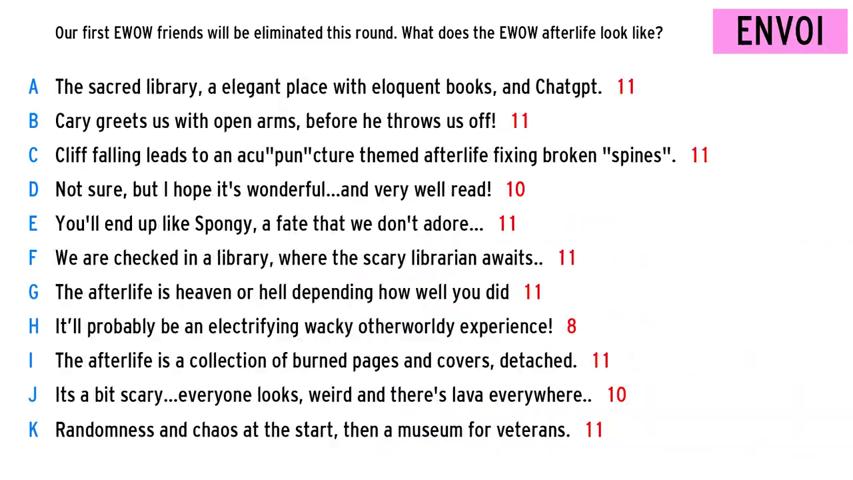 Our first EWOW friends will be eliminated this round. What does the EWOW afterlife look like?
ENVOI
A The sacred library, a elegant place with eloquent books, and Chatgpt. 11
B Cary greets us with open arms, before he throws us off! 11
C Cliff falling leads to an acu"pun"cture themed afterlife fixing broken "spines". 11
D Not sure, but I hope it's wonderful...and very well read! 10
E You'll end up like Spongy, a fate that we don't adore... 11
F We are checked in a library, where the scary librarian awaits.. 11
G The afterlife is heaven or hell depending how well you did 11
H It’ll probably be an electrifying wacky otherworldy experience! 8
I The afterlife is a collection of burned pages and covers, detached. 11
J Its a bit scary...everyone looks, weird and there's lava everywhere.. 10
K Randomness and chaos at the start, then a museum for veterans. 11